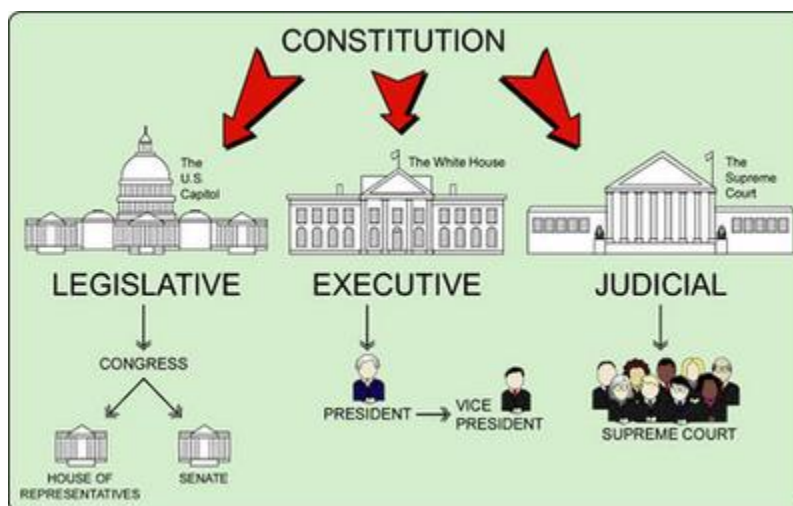 CONSTITUTION
The
U.S.
Capitol
The White House
The
Supreme
Court
LEGISLATIVE
EXECUTIVE
JUDICIAL
CONGRESS
HOUSE OF
REPRESENTATIVES
SENATE
PRESIDENT
VICE
PRESIDENT
SUPREME COURT